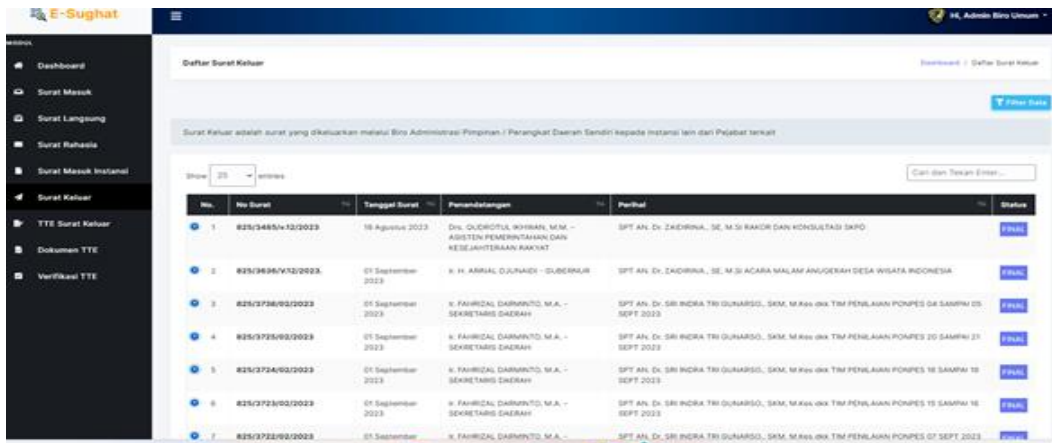 E-Sughat
Hi, Admin Biro Umum
MODUL
Dashboard
Surat Masuk
Surat Langsung
Surat Rahasia
Surat Masuk Instansi
Surat Keluar
TTE Surat Keluar
Dokumen TTE
Verifikasi TTE
Daftar Surat Keluar
Dashboard / Daftar Surat Keluar
Filter Data
Surat Keluar adalah surat yang dikeluarkan melalui Biro Administrasi Pimpinan / Perangkat Daerah Sendiri kepada instansi lain dan Pejabat terkait
Show 25 entries
Cari dan Tekan Enter...
No. No Surat Tanggal Surat Penandatangan Perihal Status
1 825/3485/v.12/2023 16 Agustus 2023 Drs. QUDROTUL IKHWAN, M.M. - SPT AN. Dr. ZAIDIRINA., SE, M.SI RAKOR DAN KONSULTASI SKPD FINAL
ASISTEN PEMERINTAHAN DAN
KESEJAHTERAAN RAKYAT
2 825/3636/V.12/2023. 01 September Ir. H. ARINAL DJUNAIDI - GUBERNUR SPT AN. Dr. ZAIDIRINA., SE, M.SI ACARA MALAM ANUGERAH DESA WISATA INDONESIA FINAL
2023
3 825/3738/02/2023 01 September Ir. FAHRIZAL DARMINTO, M.A. - SPT AN. Dr. SRI INDRA TRI GUNARSO., SKM, M.Kes dkk TIM PENILAIAN PONPES 04 SAMPAI 05 FINAL
2023 SEKRETARIS DAERAH SEPT 2023
4 825/3725/02/2023 01 September Ir. FAHRIZAL DARMINTO, M.A. - SPT AN. Dr. SRI INDRA TRI GUNARSO., SKM, M.Kes dkk TIM PENILAIAN PONPES 20 SAMPAI 21 FINAL
2023 SEKRETARIS DAERAH SEPT 2023
5 825/3724/02/2023 01 September Ir. FAHRIZAL DARMINTO, M.A. - SPT AN. Dr. SRI INDRA TRI GUNARSO., SKM, M.Kes dkk TIM PENILAIAN PONPES 18 SAMPAI 19 FINAL
2023 SEKRETARIS DAERAH SEPT 2023
6 825/3723/02/2023 01 September Ir. FAHRIZAL DARMINTO, M.A. - SPT AN. Dr. SRI INDRA TRI GUNARSO., SKM, M.Kes dkk TIM PENILAIAN PONPES 15 SAMPAI 16 FINAL
2023 SEKRETARIS DAERAH SEPT 2023
7 825/3722/02/2023 01 September Ir. FAHRIZAL DARMINTO, M.A. - SPT AN. Dr. SRI INDRA TRI GUNARSO., SKM, M.Kes dkk TIM PENILAIAN PONPES 07 SEPT 2023 FINAL